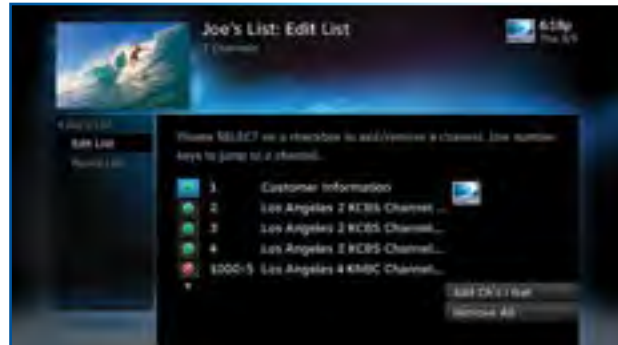 Joe's List: Edit List
7 Channels
6:18p
Edit List
Please SELECT on a checkbox to add/remove a channel. Use number
keys to jump to a channel.
1 Customer Information
2 Los Angeles 2 KCBS Channel...
3 Los Angeles 2 KCBS Channel...
4 Los Angeles 2 KCBS Channel...
1000-5 Los Angeles 4 KNBC Channel...
Add Ch's I Get
Remove All